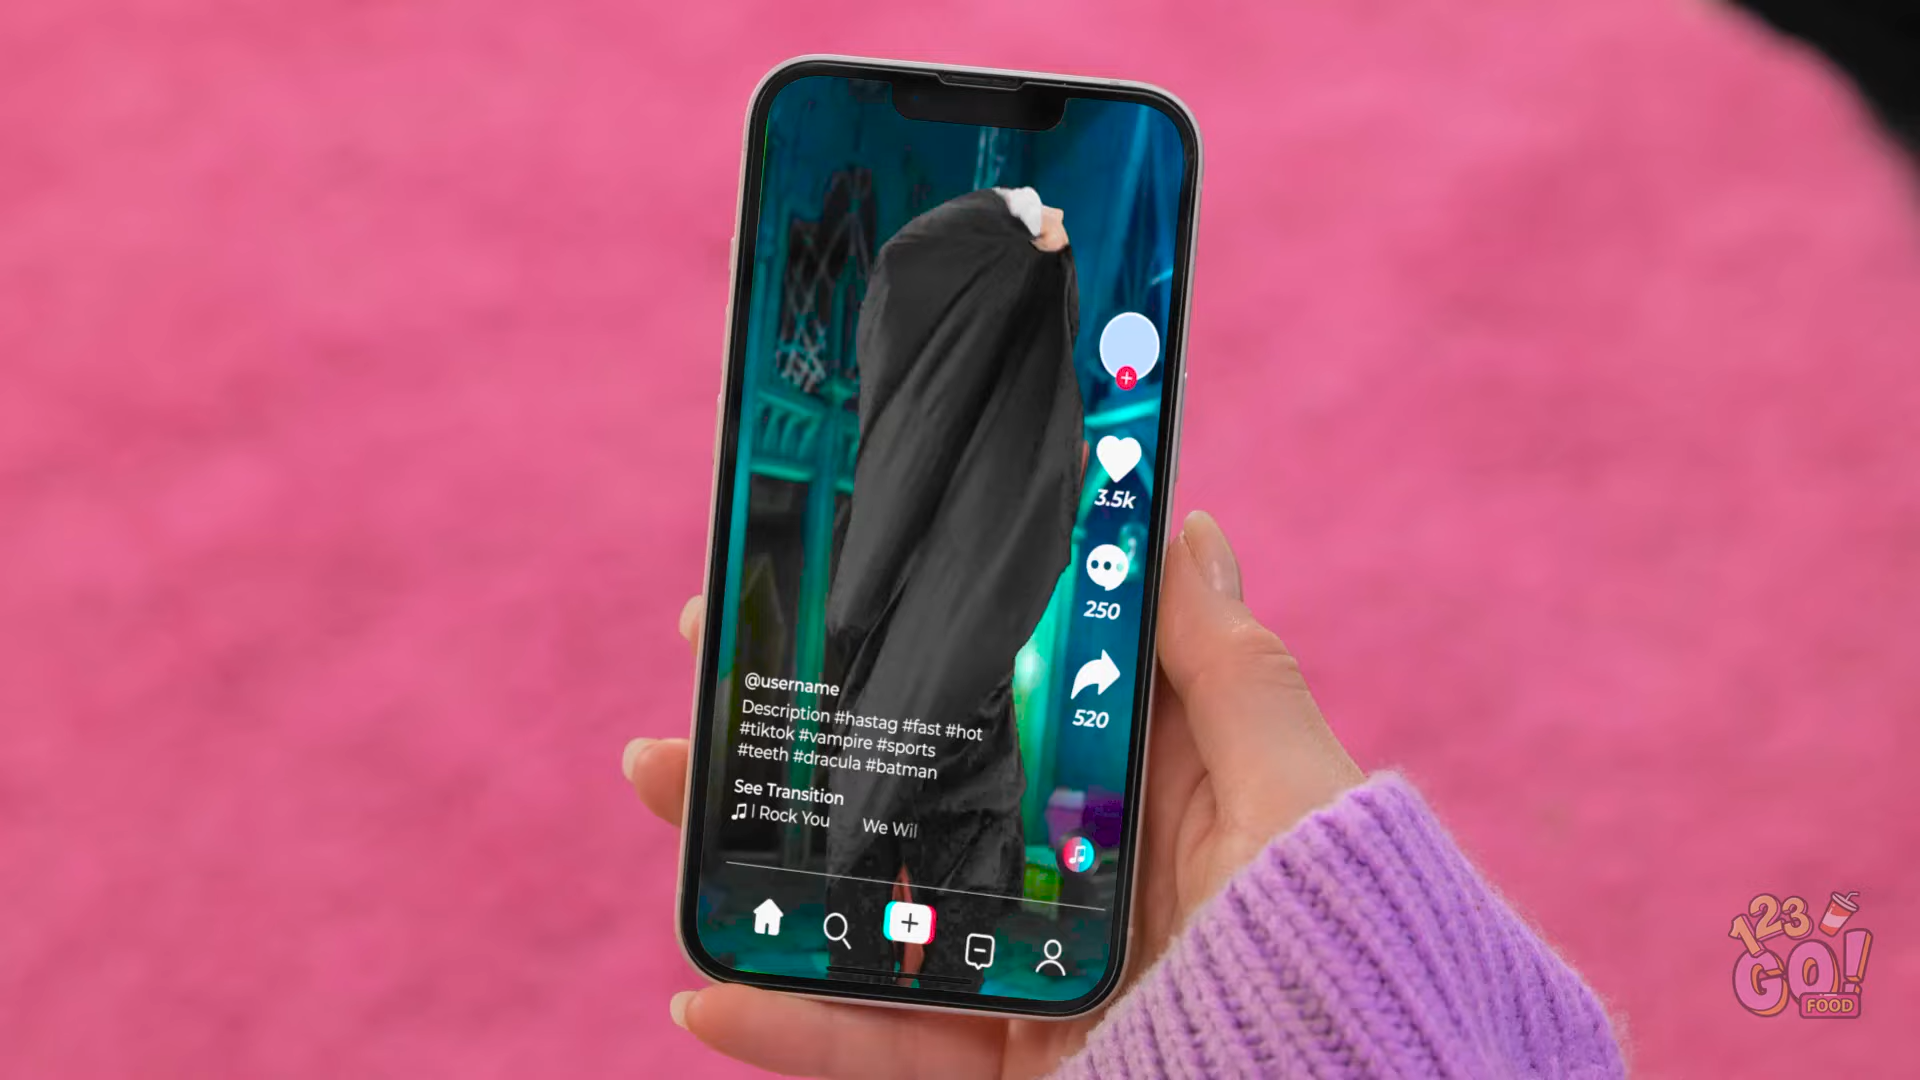 3.5k
250
520
@username
Description #hastag #fast #hot
#tiktok #vampire #sports
#teeth #dracula #batman
See Transition
l Rock You We Wil
123
GO!
FOOD